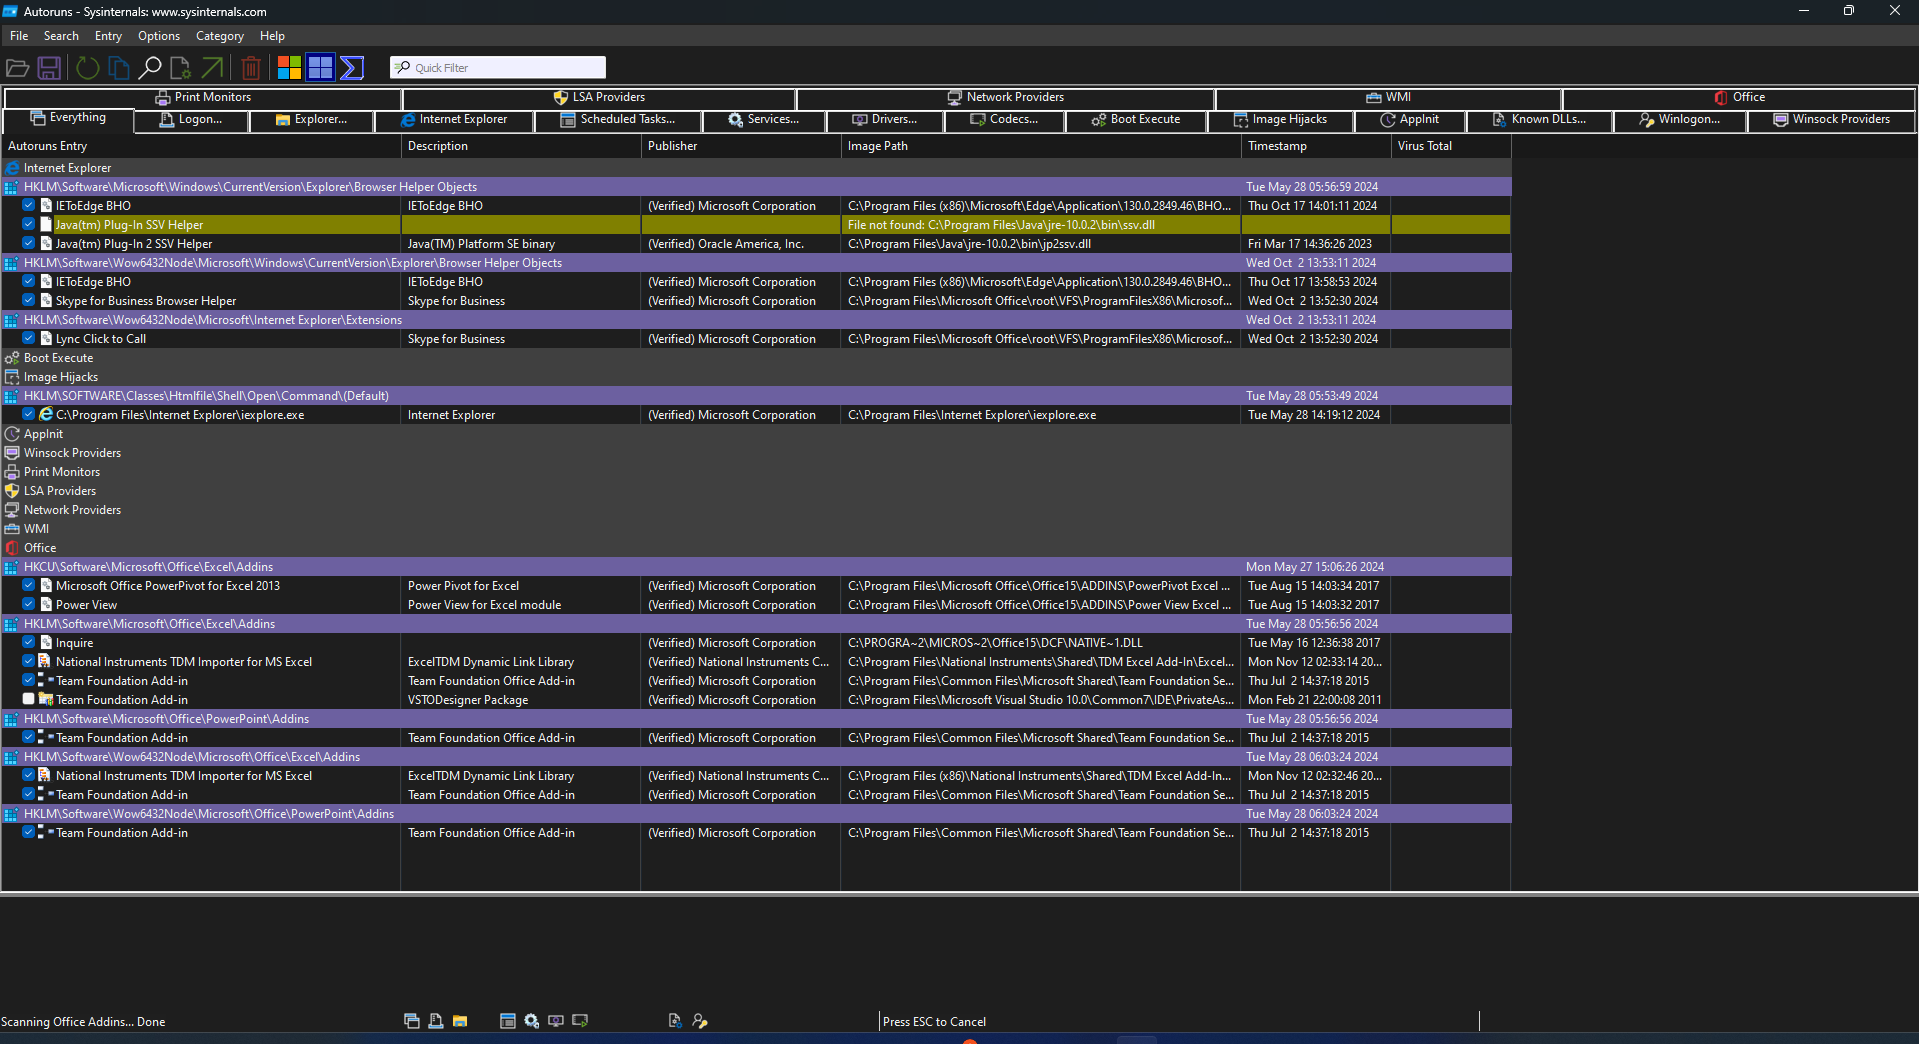 Autoruns - Sysinternals: www.sysinternals.com
File Search Entry Options Category Help
Quick Filter
Print Monitors LSA Providers Network Providers WMI Office
Everything Logon... Explorer... Internet Explorer Scheduled Tasks... Services... Drivers... Codecs... Boot Execute Image Hijacks AppInit Known DLLs... Winlogon... Winsock Providers
Autoruns Entry Description Publisher Image Path Timestamp Virus Total
Internet Explorer
HKLM\Software\Microsoft\Windows\CurrentVersion\Explorer\Browser Helper Objects Tue May 28 05:56:59 2024
IEToEdge BHO IEToEdge BHO (Verified) Microsoft Corporation C:\Program Files (x86)\Microsoft\Edge\Application\130.0.2849.46\BHO... Thu Oct 17 14:01:11 2024
Java(tm) Plug-In SSV Helper File not found: C:\Program Files\Java\jre-10.0.2\bin\ssv.dll
Java(tm) Plug-In 2 SSV Helper Java(TM) Platform SE binary (Verified) Oracle America, Inc. C:\Program Files\Java\jre-10.0.2\bin\jp2ssv.dll Fri Mar 17 14:36:26 2023
HKLM\Software\Wow6432Node\Microsoft\Windows\CurrentVersion\Explorer\Browser Helper Objects Wed Oct 2 13:53:11 2024
IEToEdge BHO IEToEdge BHO (Verified) Microsoft Corporation C:\Program Files (x86)\Microsoft\Edge\Application\130.0.2849.46\BHO... Thu Oct 17 13:58:53 2024
Skype for Business Browser Helper Skype for Business (Verified) Microsoft Corporation C:\Program Files\Microsoft Office\root\VFS\ProgramFilesX86\Microsof... Wed Oct 2 13:52:30 2024
HKLM\Software\Wow6432Node\Microsoft\Internet Explorer\Extensions Wed Oct 2 13:53:11 2024
Lync Click to Call Skype for Business (Verified) Microsoft Corporation C:\Program Files\Microsoft Office\root\VFS\ProgramFilesX86\Microsof... Wed Oct 2 13:52:30 2024
Boot Execute
Image Hijacks
HKLM\SOFTWARE\Classes\Htmlfile\Shell\Open\Command\(Default) Tue May 28 05:53:49 2024
C:\Program Files\Internet Explorer\iexplore.exe Internet Explorer (Verified) Microsoft Corporation C:\Program Files\Internet Explorer\iexplore.exe Tue May 28 14:19:12 2024
AppInit
Winsock Providers
Print Monitors
LSA Providers
Network Providers
WMI
Office
HKCU\Software\Microsoft\Office\Excel\Addins Mon May 27 15:06:26 2024
Microsoft Office PowerPivot for Excel 2013 Power Pivot for Excel (Verified) Microsoft Corporation C:\Program Files\Microsoft Office\Office15\ADDINS\PowerPivot Excel ... Tue Aug 15 14:03:34 2017
Power View Power View for Excel module (Verified) Microsoft Corporation C:\Program Files\Microsoft Office\Office15\ADDINS\Power View Excel ... Tue Aug 15 14:03:32 2017
HKLM\Software\Microsoft\Office\Excel\Addins Tue May 28 05:56:56 2024
Inquire (Verified) Microsoft Corporation C:\PROGRA~2\MICROS~2\Office15\DCF\NATIVE~1.DLL Tue May 16 12:36:38 2017
National Instruments TDM Importer for MS Excel ExcelTDM Dynamic Link Library (Verified) National Instruments C... C:\Program Files\National Instruments\Shared\TDM Excel Add-In\Excel... Mon Nov 12 02:33:14 20...
Team Foundation Add-in Team Foundation Office Add-in (Verified) Microsoft Corporation C:\Program Files\Common Files\Microsoft Shared\Team Foundation Se... Thu Jul 2 14:37:18 2015
Team Foundation Add-in VSTODesigner Package (Verified) Microsoft Corporation C:\Program Files\Microsoft Visual Studio 10.0\Common7\IDE\PrivateAs... Mon Feb 21 22:00:08 2011
HKLM\Software\Microsoft\Office\PowerPoint\Addins Tue May 28 05:56:56 2024
Team Foundation Add-in Team Foundation Office Add-in (Verified) Microsoft Corporation C:\Program Files\Common Files\Microsoft Shared\Team Foundation Se... Thu Jul 2 14:37:18 2015
HKLM\Software\Wow6432Node\Microsoft\Office\Excel\Addins Tue May 28 06:03:24 2024
National Instruments TDM Importer for MS Excel ExcelTDM Dynamic Link Library (Verified) National Instruments C... C:\Program Files (x86)\National Instruments\Shared\TDM Excel Add-In... Mon Nov 12 02:32:46 20...
Team Foundation Add-in Team Foundation Office Add-in (Verified) Microsoft Corporation C:\Program Files\Common Files\Microsoft Shared\Team Foundation Se... Thu Jul 2 14:37:18 2015
HKLM\Software\Wow6432Node\Microsoft\Office\PowerPoint\Addins Tue May 28 06:03:24 2024
Team Foundation Add-in Team Foundation Office Add-in (Verified) Microsoft Corporation C:\Program Files\Common Files\Microsoft Shared\Team Foundation Se... Thu Jul 2 14:37:18 2015
Scanning Office Addins... Done Press ESC to Cancel